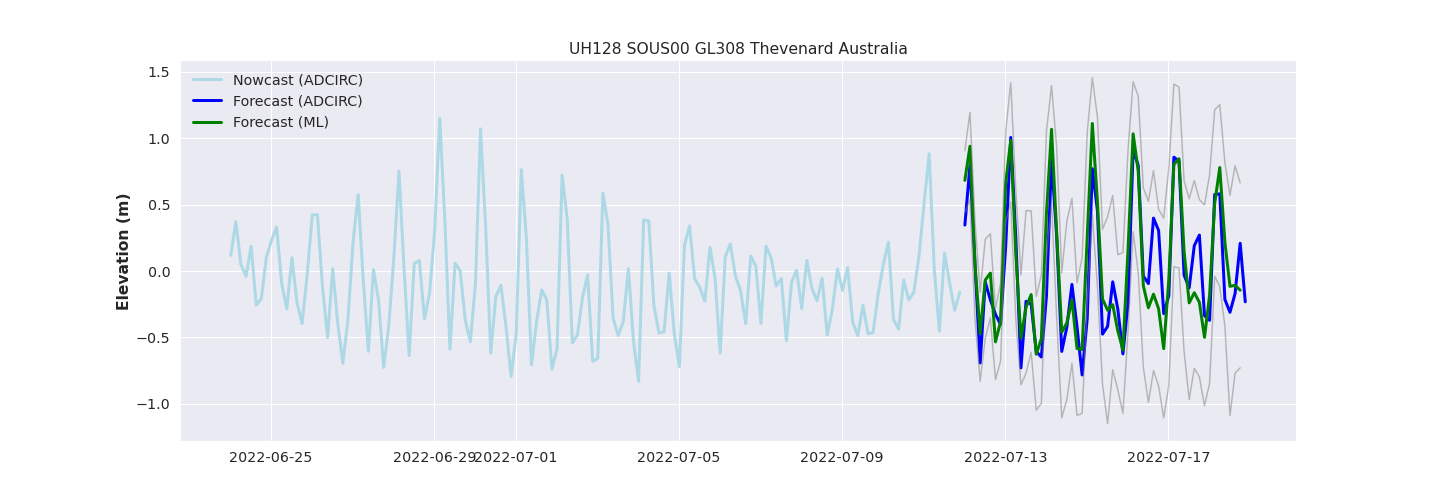 UH128 SOUS00 GL308 Thevenard Australia
Nowcast (ADCIRC)
Forecast (ADCIRC)
Forecast (ML)
Elevation (m)
1.5
1.0
0.5
0.0
−0.5
−1.0
2022-06-25 2022-06-29 2022-07-01 2022-07-05 2022-07-09 2022-07-13 2022-07-17